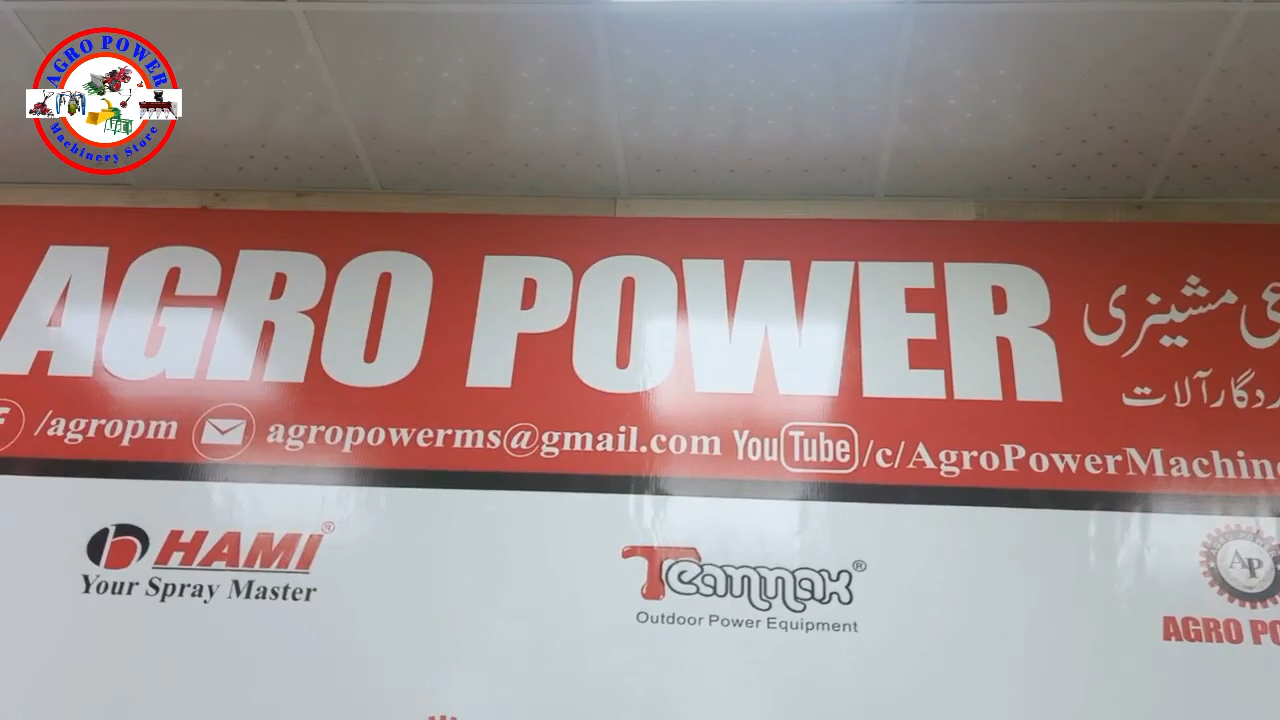 AGRO POWER
Machinery Store
AGRO POWER
مشینری
آلات
/agropm agropowerms@gmail.com YouTube /c/AgroPowerMachine
HAMI®
Your Spray Master
Teammax®
Outdoor Power Equipment
AP
AGRO PO